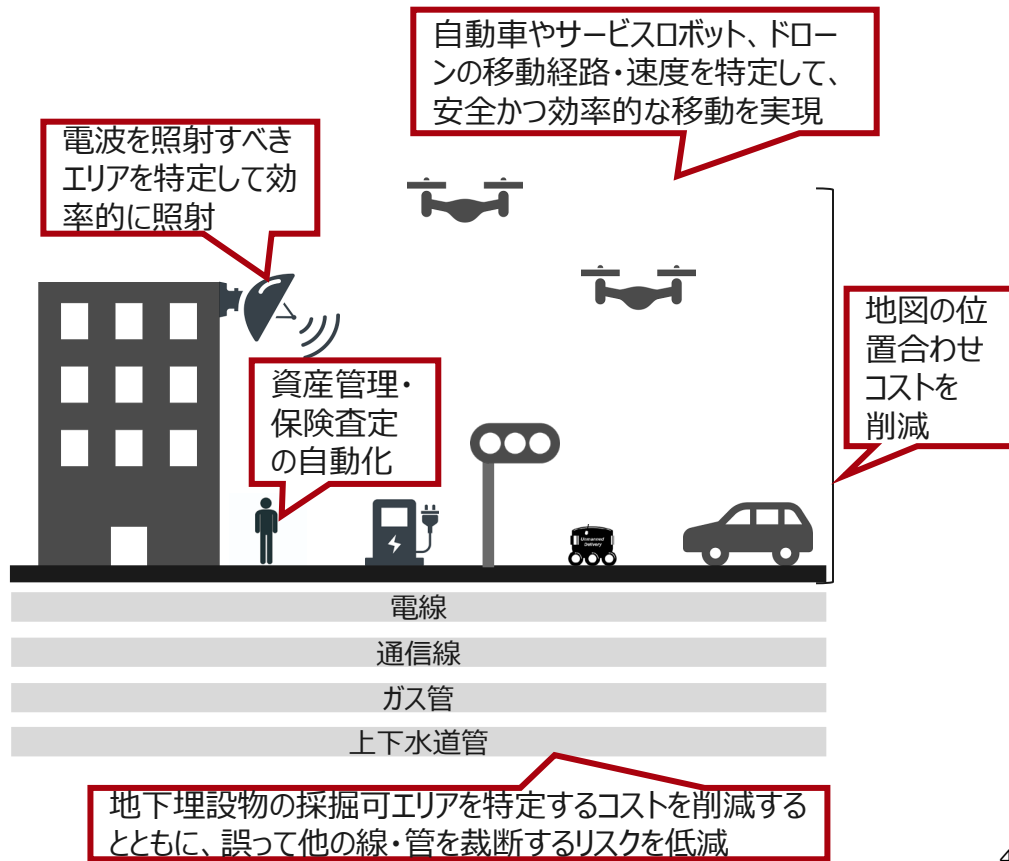 自動車やサービスロボット、ドロー
ンの移動経路・速度を特定して、
安全かつ効率的な移動を実現
電波を照射すべき
エリアを特定して効
率的に照射
地図の位
置合わせ
コストを
削減
資産管理・
保険査定
の自動化
Unmanned
Delivery
電線
通信線
ガス管
上下水道管
地下埋設物の採掘可エリアを特定するコストを削減する
とともに、誤って他の線・管を裁断するリスクを低減
4